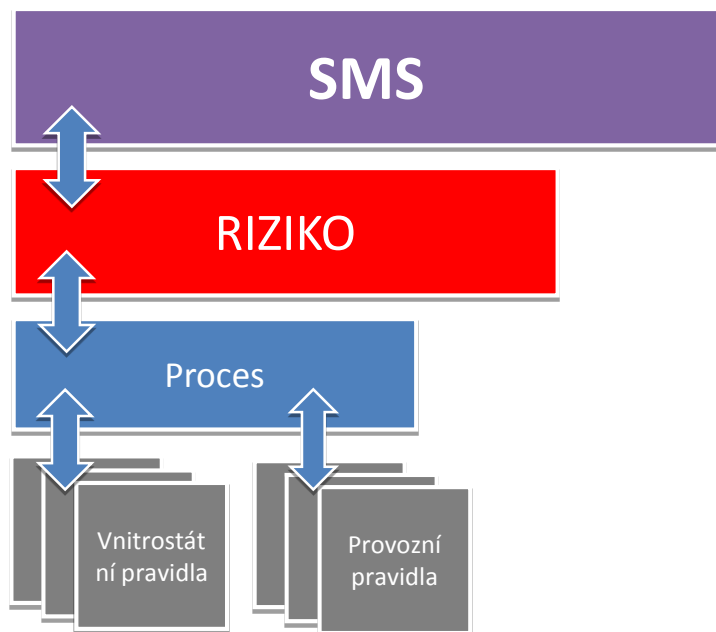 SMS
RIZIKO
Proces
Vnitrostát
ní pravidla
Provozní
pravidla